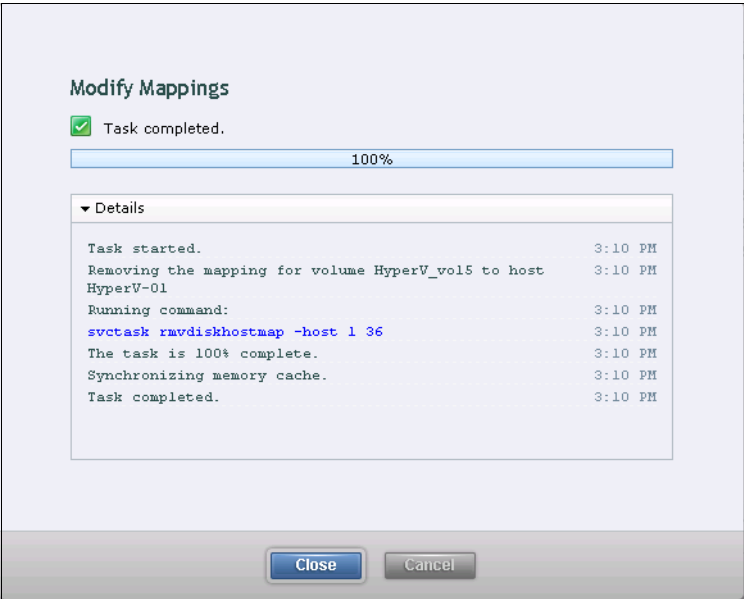 Modify Mappings
Task completed.
100%
Details
Task started. 3:10 PM
Removing the mapping for volume HyperV_vol5 to host 3:10 PM
HyperV-01
Running command: 3:10 PM
svctask rmvdiskhostmap -host 1 36 3:10 PM
The task is 100% complete. 3:10 PM
Synchronizing memory cache. 3:10 PM
Task completed. 3:10 PM
Close Cancel